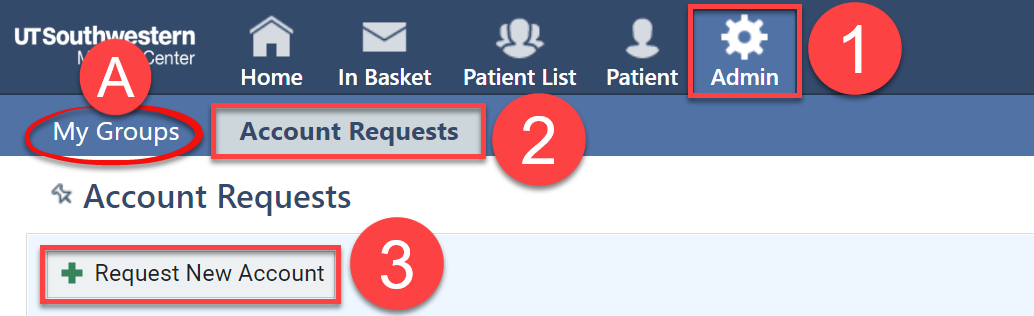 UTSouthwestern
Center
Home
In Basket
Patient List
Patient
Admin
1
A
My Groups
Account Requests
2
Account Requests
Request New Account
3